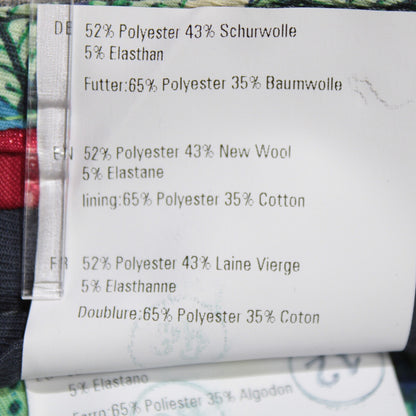 DE 52% Polyester 43% Schurwolle
5% Elasthan
Futter:65% Polyester 35% Baumwolle
EN 52% Polyester 43% New Wool
5% Elastane
lining:65% Polyester 35% Cotton
FR 52% Polyester 43% Laine Vierge
5% Elasthanne
Doublure:65% Polyester 35% Coton
5% Elastano
Forro:65% Poliester 35% Algodon